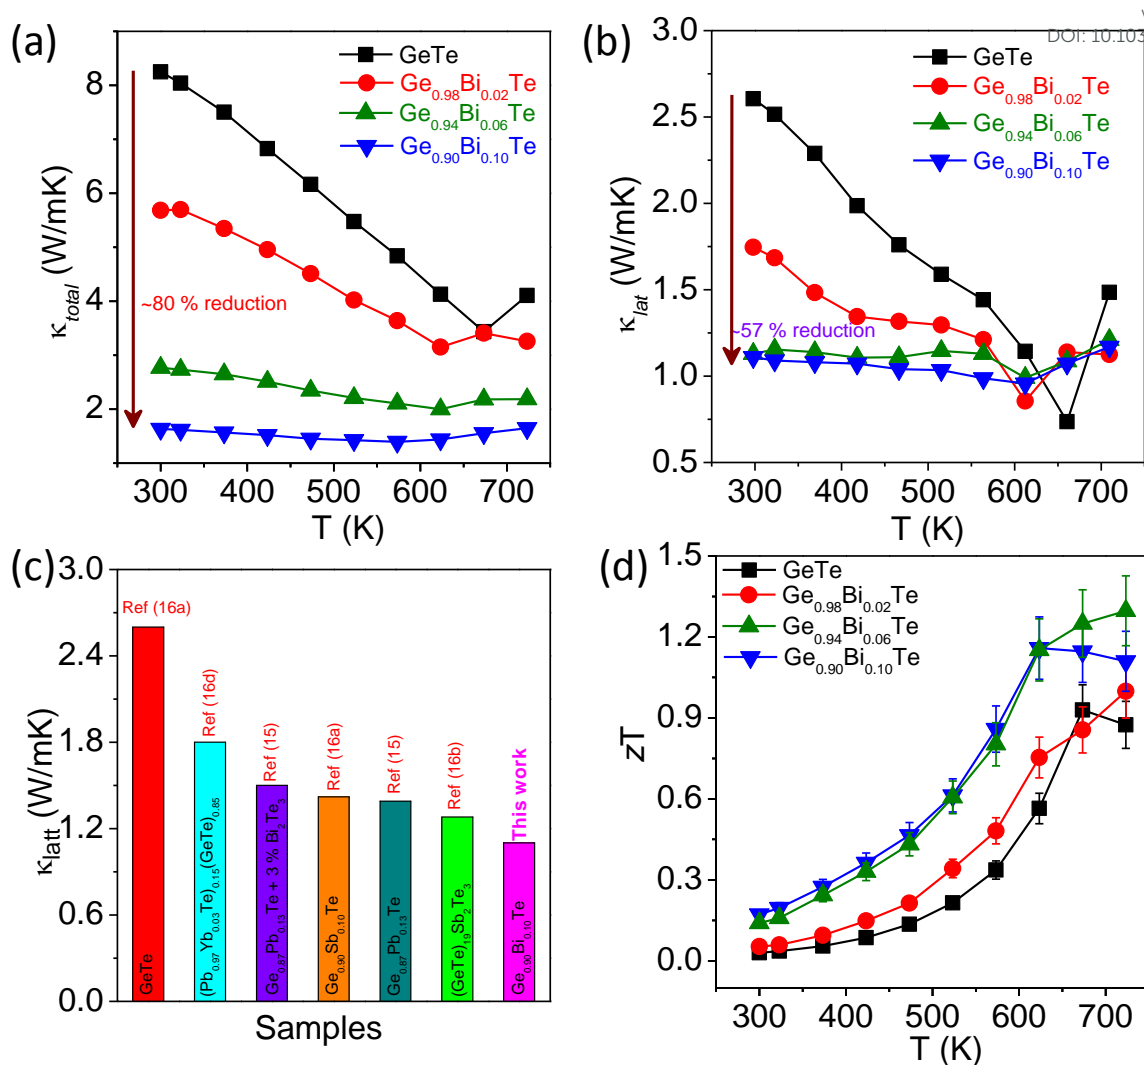 (a)
GeTe
Ge0.98Bi0.02Te
Ge0.94Bi0.06Te
Ge0.90Bi0.10Te
8
6
4
2
κtotal (W/mK)
~80 % reduction
300 400 500 600 700
T (K)
(b)
DOI: 10.103
GeTe
Ge0.98Bi0.02Te
Ge0.94Bi0.06Te
Ge0.90Bi0.10Te
3.0
2.5
2.0
1.5
1.0
0.5
κlat (W/mK)
~57 % reduction
300 400 500 600 700
T (K)
(c)
3.0
2.4
1.8
1.2
0.6
0.0
κlatt (W/mK)
Ref (16a)
GeTe
Ref (16d)
(Pb0.97Yb0.03Te)0.15(GeTe)0.85
Ref (15)
Ge0.87Pb0.13Te + 3 % Bi2Te3
Ref (16a)
Ge0.90Sb0.10Te
Ref (15)
Ge0.87Pb0.13Te
Ref (16b)
(GeTe)19Sb2Te3
This work
Ge0.90Bi0.10Te
Samples
(d)
GeTe
Ge0.98Bi0.02Te
Ge0.94Bi0.06Te
Ge0.90Bi0.10Te
1.5
1.2
0.9
0.6
0.3
0.0
zT
300 400 500 600 700
T (K)